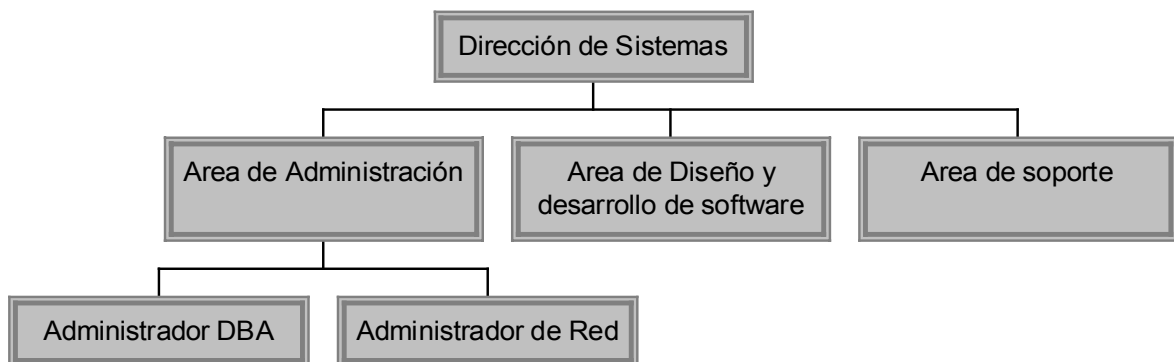 Dirección de Sistemas
Area de Administración
Area de Diseño y
desarrollo de software
Area de soporte
Administrador DBA
Administrador de Red